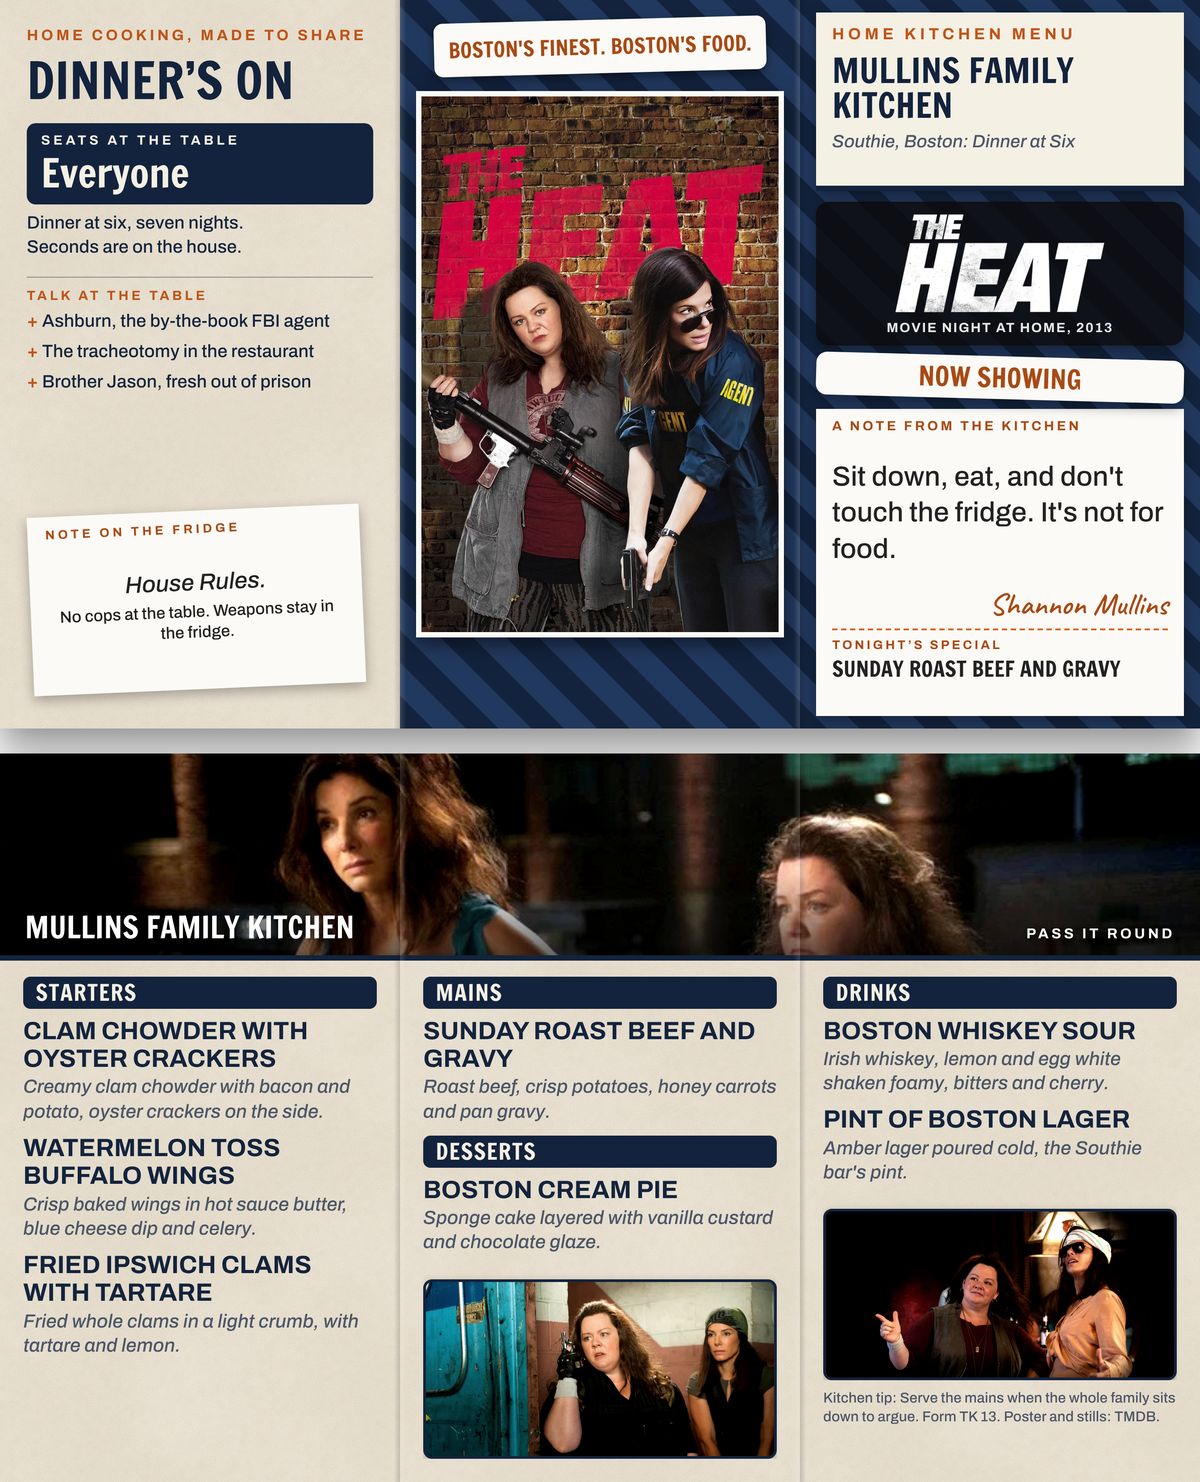 HOME COOKING, MADE TO SHARE
DINNER’S ON
SEATS AT THE TABLE
Everyone
Dinner at six, seven nights.
Seconds are on the house.
TALK AT THE TABLE
+ Ashburn, the by-the-book FBI agent
+ The tracheotomy in the restaurant
+ Brother Jason, fresh out of prison
NOTE ON THE FRIDGE
House Rules.
No cops at the table. Weapons stay in
the fridge.
BOSTON'S FINEST. BOSTON'S FOOD.
THE
HEAT
AGENT
GENT
HOME KITCHEN MENU
MULLINS FAMILY
KITCHEN
Southie, Boston: Dinner at Six
THE
HEAT
MOVIE NIGHT AT HOME, 2013
NOW SHOWING
A NOTE FROM THE KITCHEN
Sit down, eat, and don't
touch the fridge. It's not for
food.
Shannon Mullins
TONIGHT’S SPECIAL
SUNDAY ROAST BEEF AND GRAVY
MULLINS FAMILY KITCHEN
PASS IT ROUND
STARTERS
CLAM CHOWDER WITH
OYSTER CRACKERS
Creamy clam chowder with bacon and
potato, oyster crackers on the side.
WATERMELON TOSS
BUFFALO WINGS
Crisp baked wings in hot sauce butter,
blue cheese dip and celery.
FRIED IPSWICH CLAMS
WITH TARTARE
Fried whole clams in a light crumb, with
tartare and lemon.
MAINS
SUNDAY ROAST BEEF AND
GRAVY
Roast beef, crisp potatoes, honey carrots
and pan gravy.
DESSERTS
BOSTON CREAM PIE
Sponge cake layered with vanilla custard
and chocolate glaze.
DRINKS
BOSTON WHISKEY SOUR
Irish whiskey, lemon and egg white
shaken foamy, bitters and cherry.
PINT OF BOSTON LAGER
Amber lager poured cold, the Southie
bar's pint.
Kitchen tip: Serve the mains when the whole family sits
down to argue. Form TK 13. Poster and stills: TMDB.